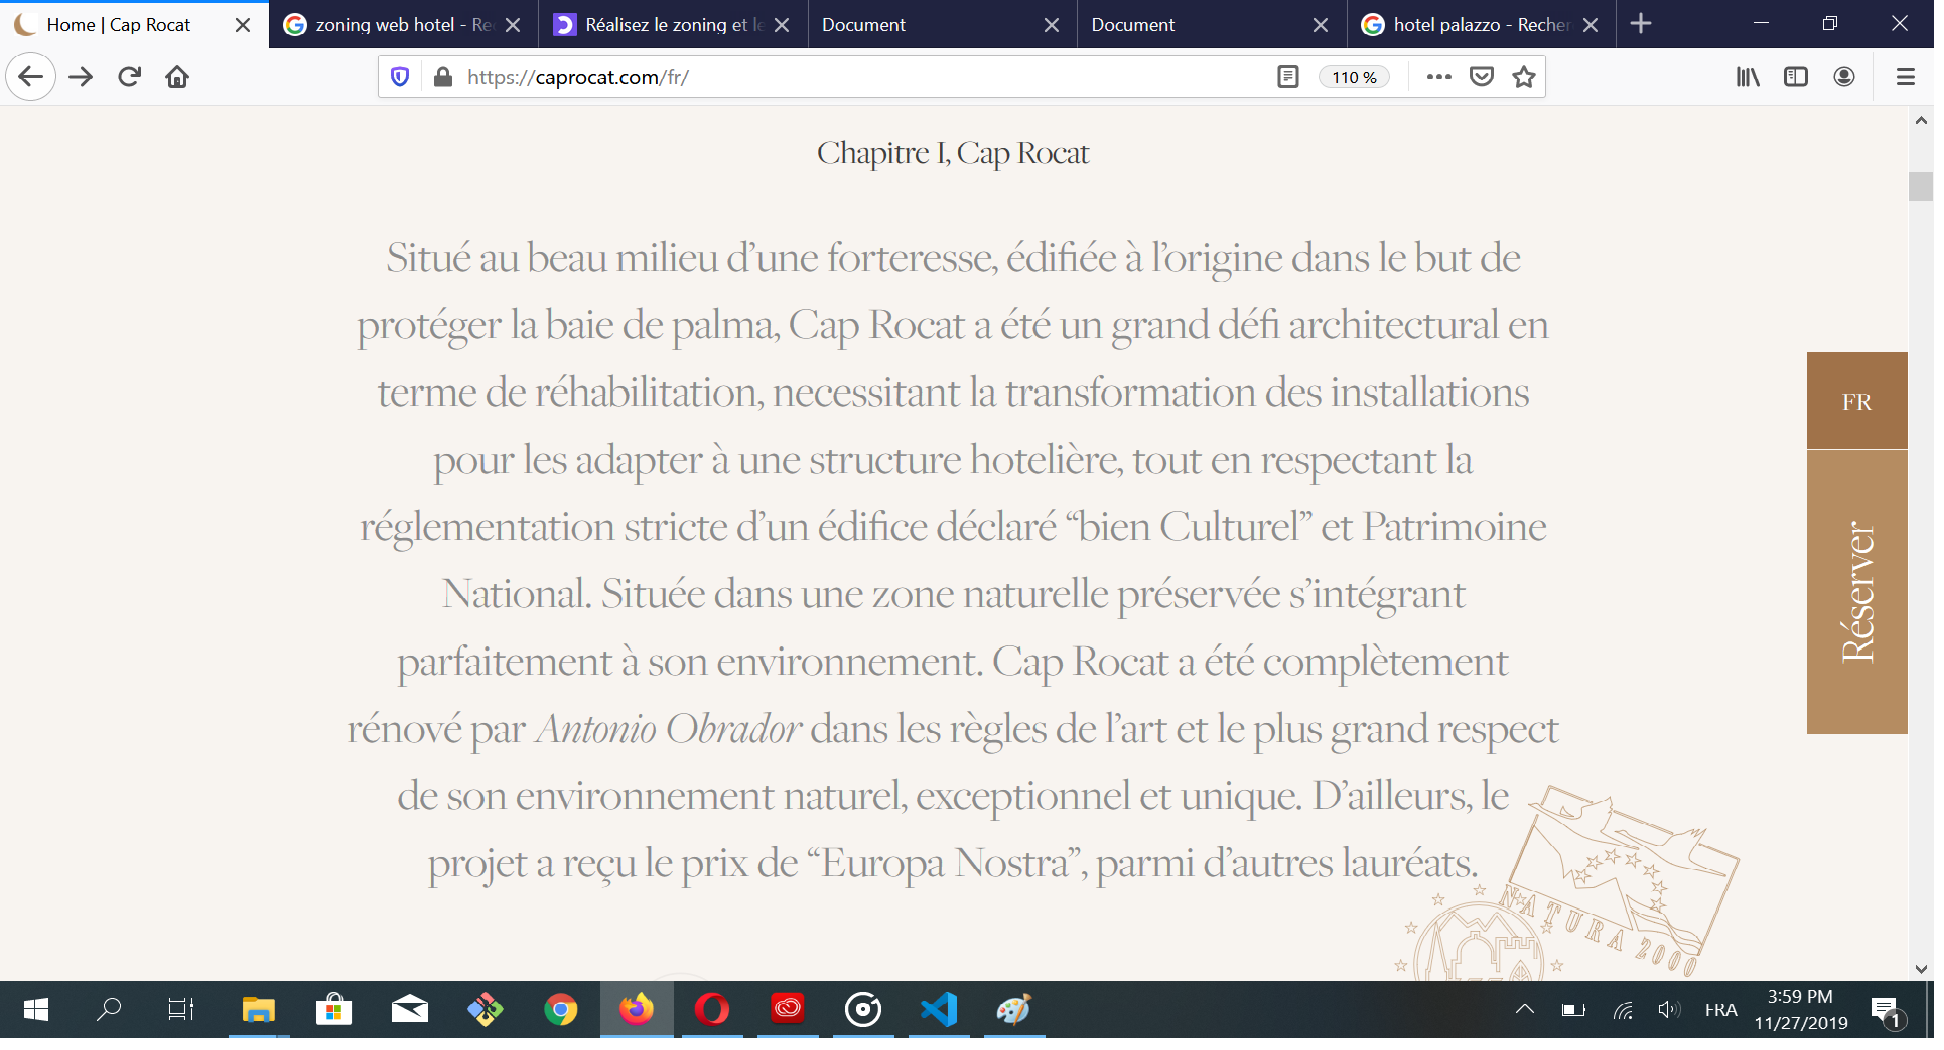 Home | Cap Rocat
zoning web hotel - Re
Réalisez le zoning et le
Document
Document
hotel palazzo - Recher
https://caprocat.com/fr/
110 %
Chapitre I, Cap Rocat
Situé au beau milieu d’une forteresse, édifiée à l’origine dans le but de
protéger la baie de palma, Cap Rocat a été un grand défi architectural en
terme de réhabilitation, necessitant la transformation des installations
pour les adapter à une structure hotelière, tout en respectant la
réglementation stricte d’un édifice déclaré “bien Culturel” et Patrimoine
National. Située dans une zone naturelle préservée s’intégrant
parfaitement à son environnement. Cap Rocat a été complètement
rénové par Antonio Obrador dans les règles de l’art et le plus grand respect
de son environnement naturel, exceptionnel et unique. D’ailleurs, le
projet a reçu le prix de “Europa Nostra”, parmi d’autres lauréats.
FR
Réserver
NATURA 2000
FRA
3:59 PM
11/27/2019
1